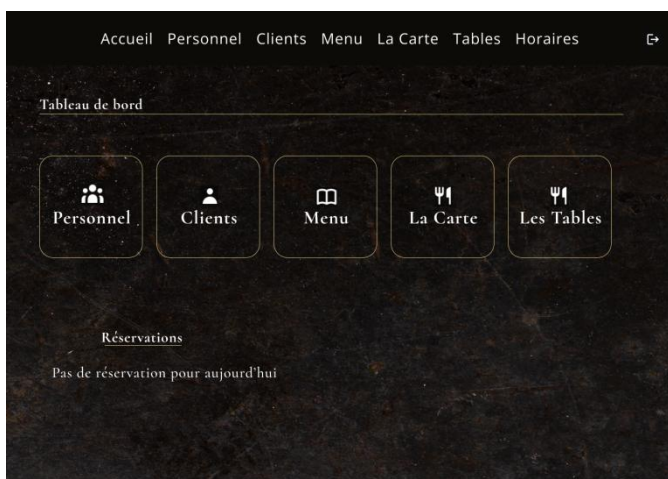 Accueil Personnel Clients Menu La Carte Tables Horaires
Tableau de bord
Personnel Clients Menu La Carte Les Tables
Réservations
Pas de réservation pour aujourd'hui